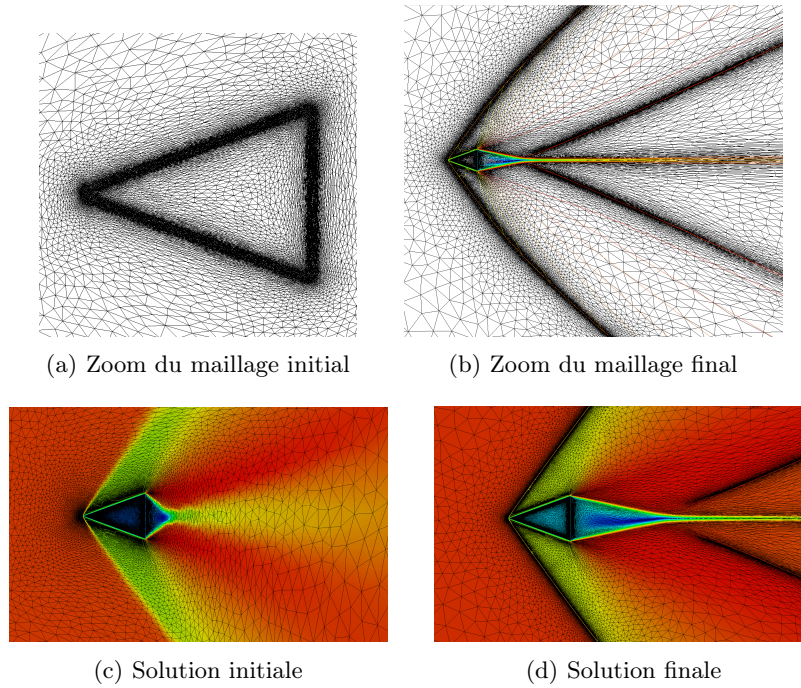 (a) Zoom du maillage initial
(b) Zoom du maillage final
(c) Solution initiale
(d) Solution finale